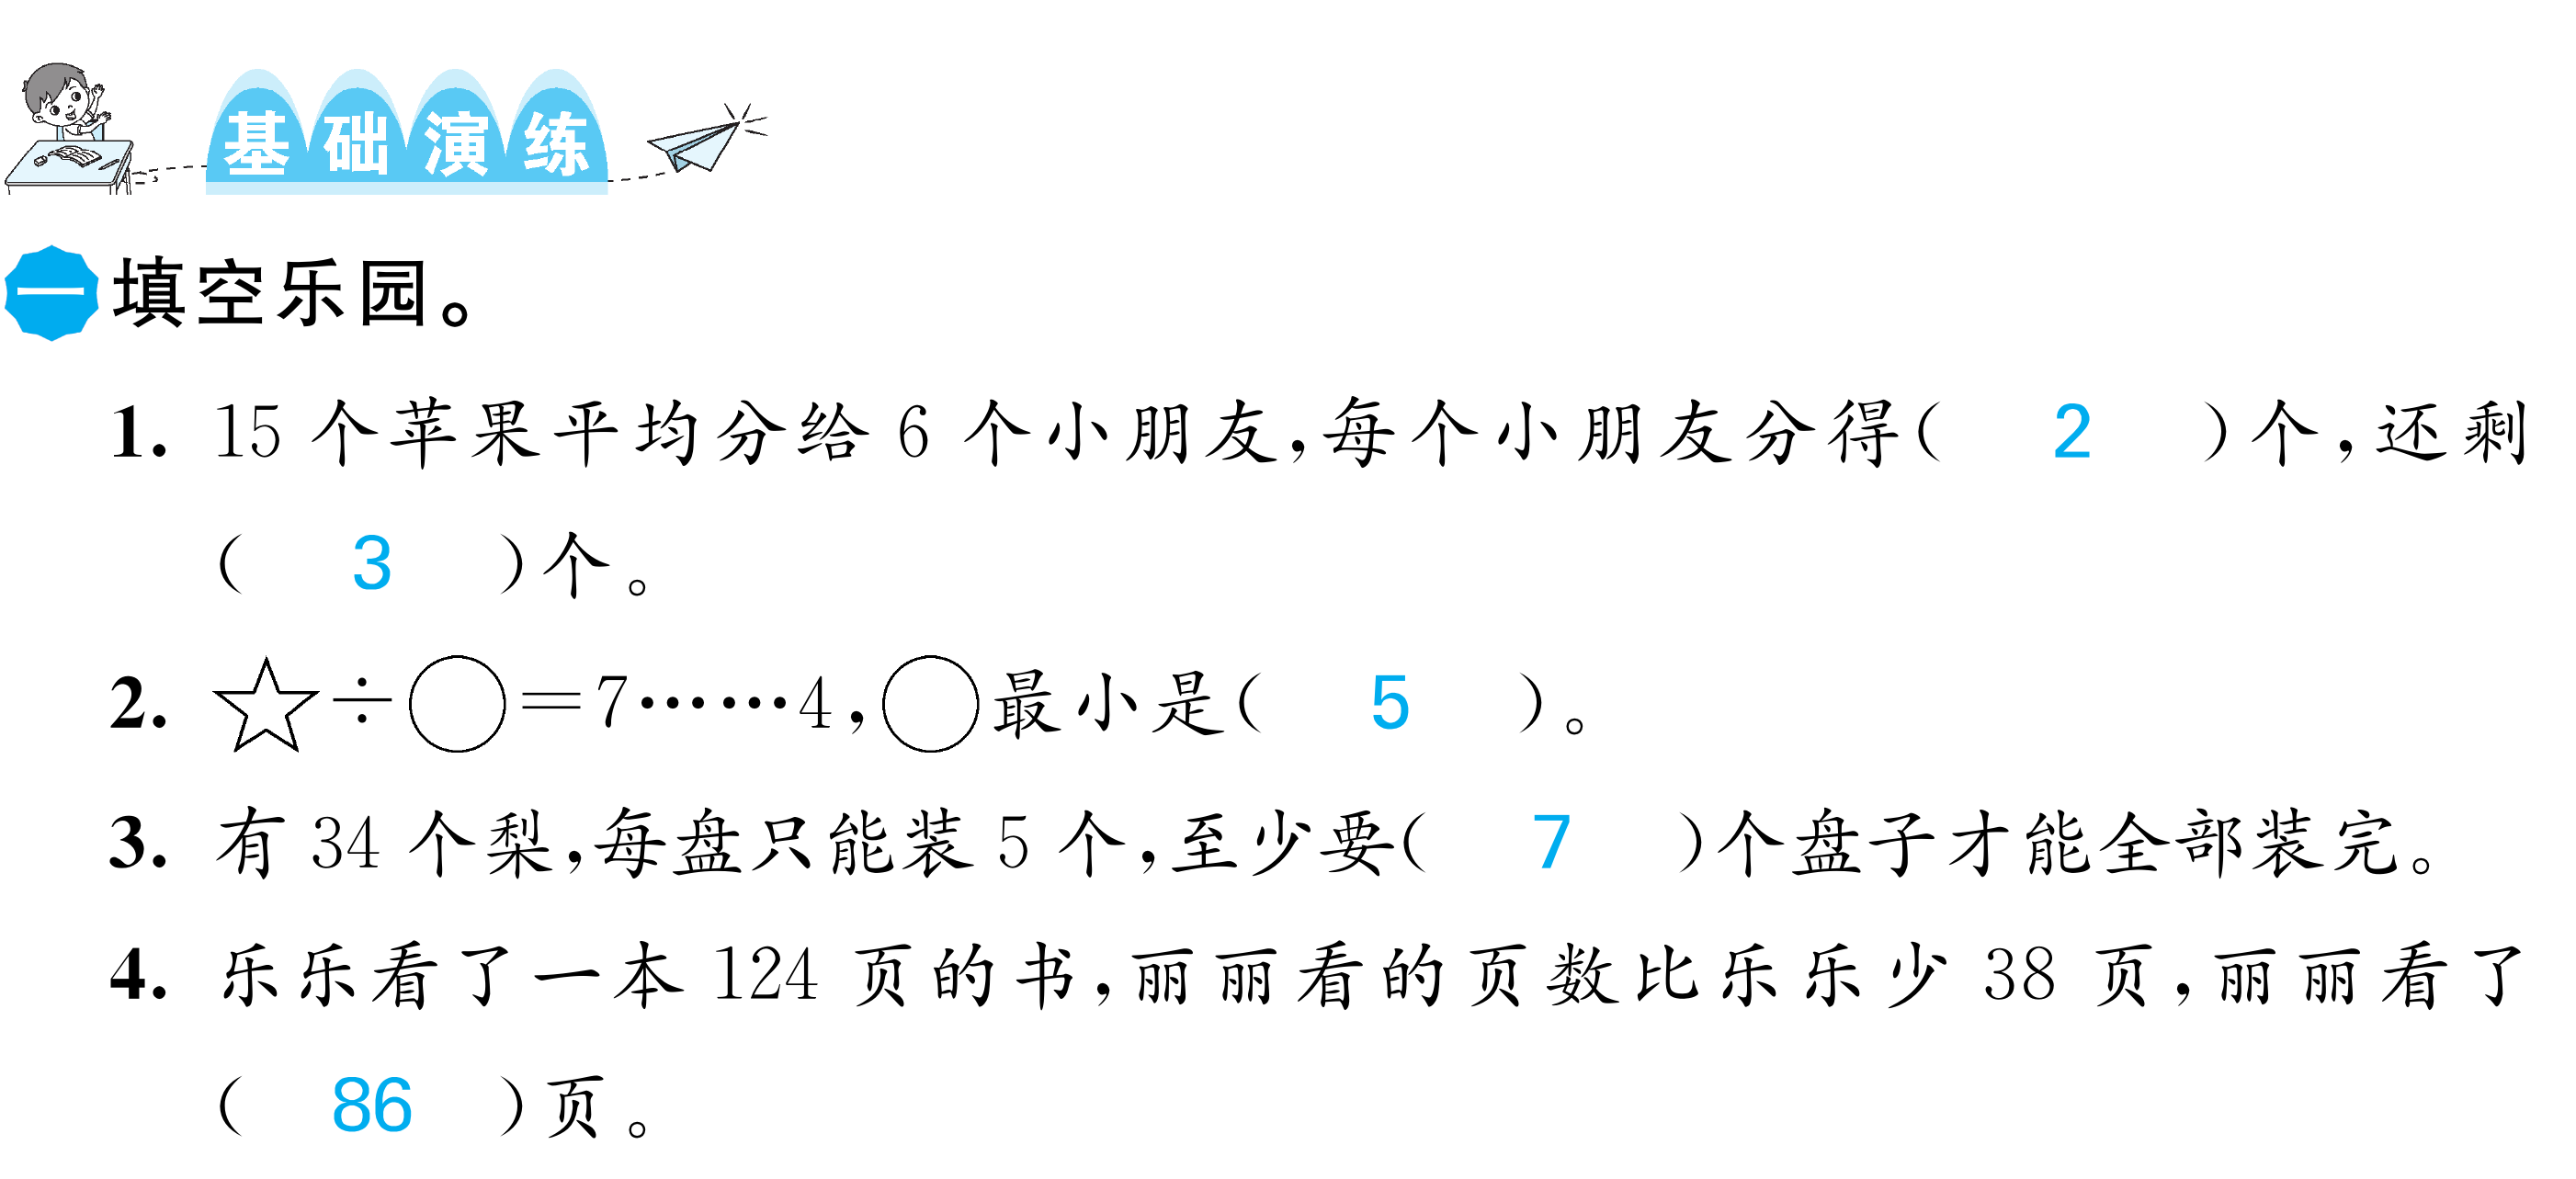 基础演练
一 填空乐园。
1. 15个苹果平均分给6个小朋友,每个小朋友分得( 2 )个,还剩
( 3 )个。
2. ☆÷○=7……4,○最小是( 5 )。
3. 有34个梨,每盘只能装5个,至少要( 7 )个盘子才能全部装完。
4. 乐乐看了一本124页的书,丽丽看的页数比乐乐少38页,丽丽看了
( 86 )页。